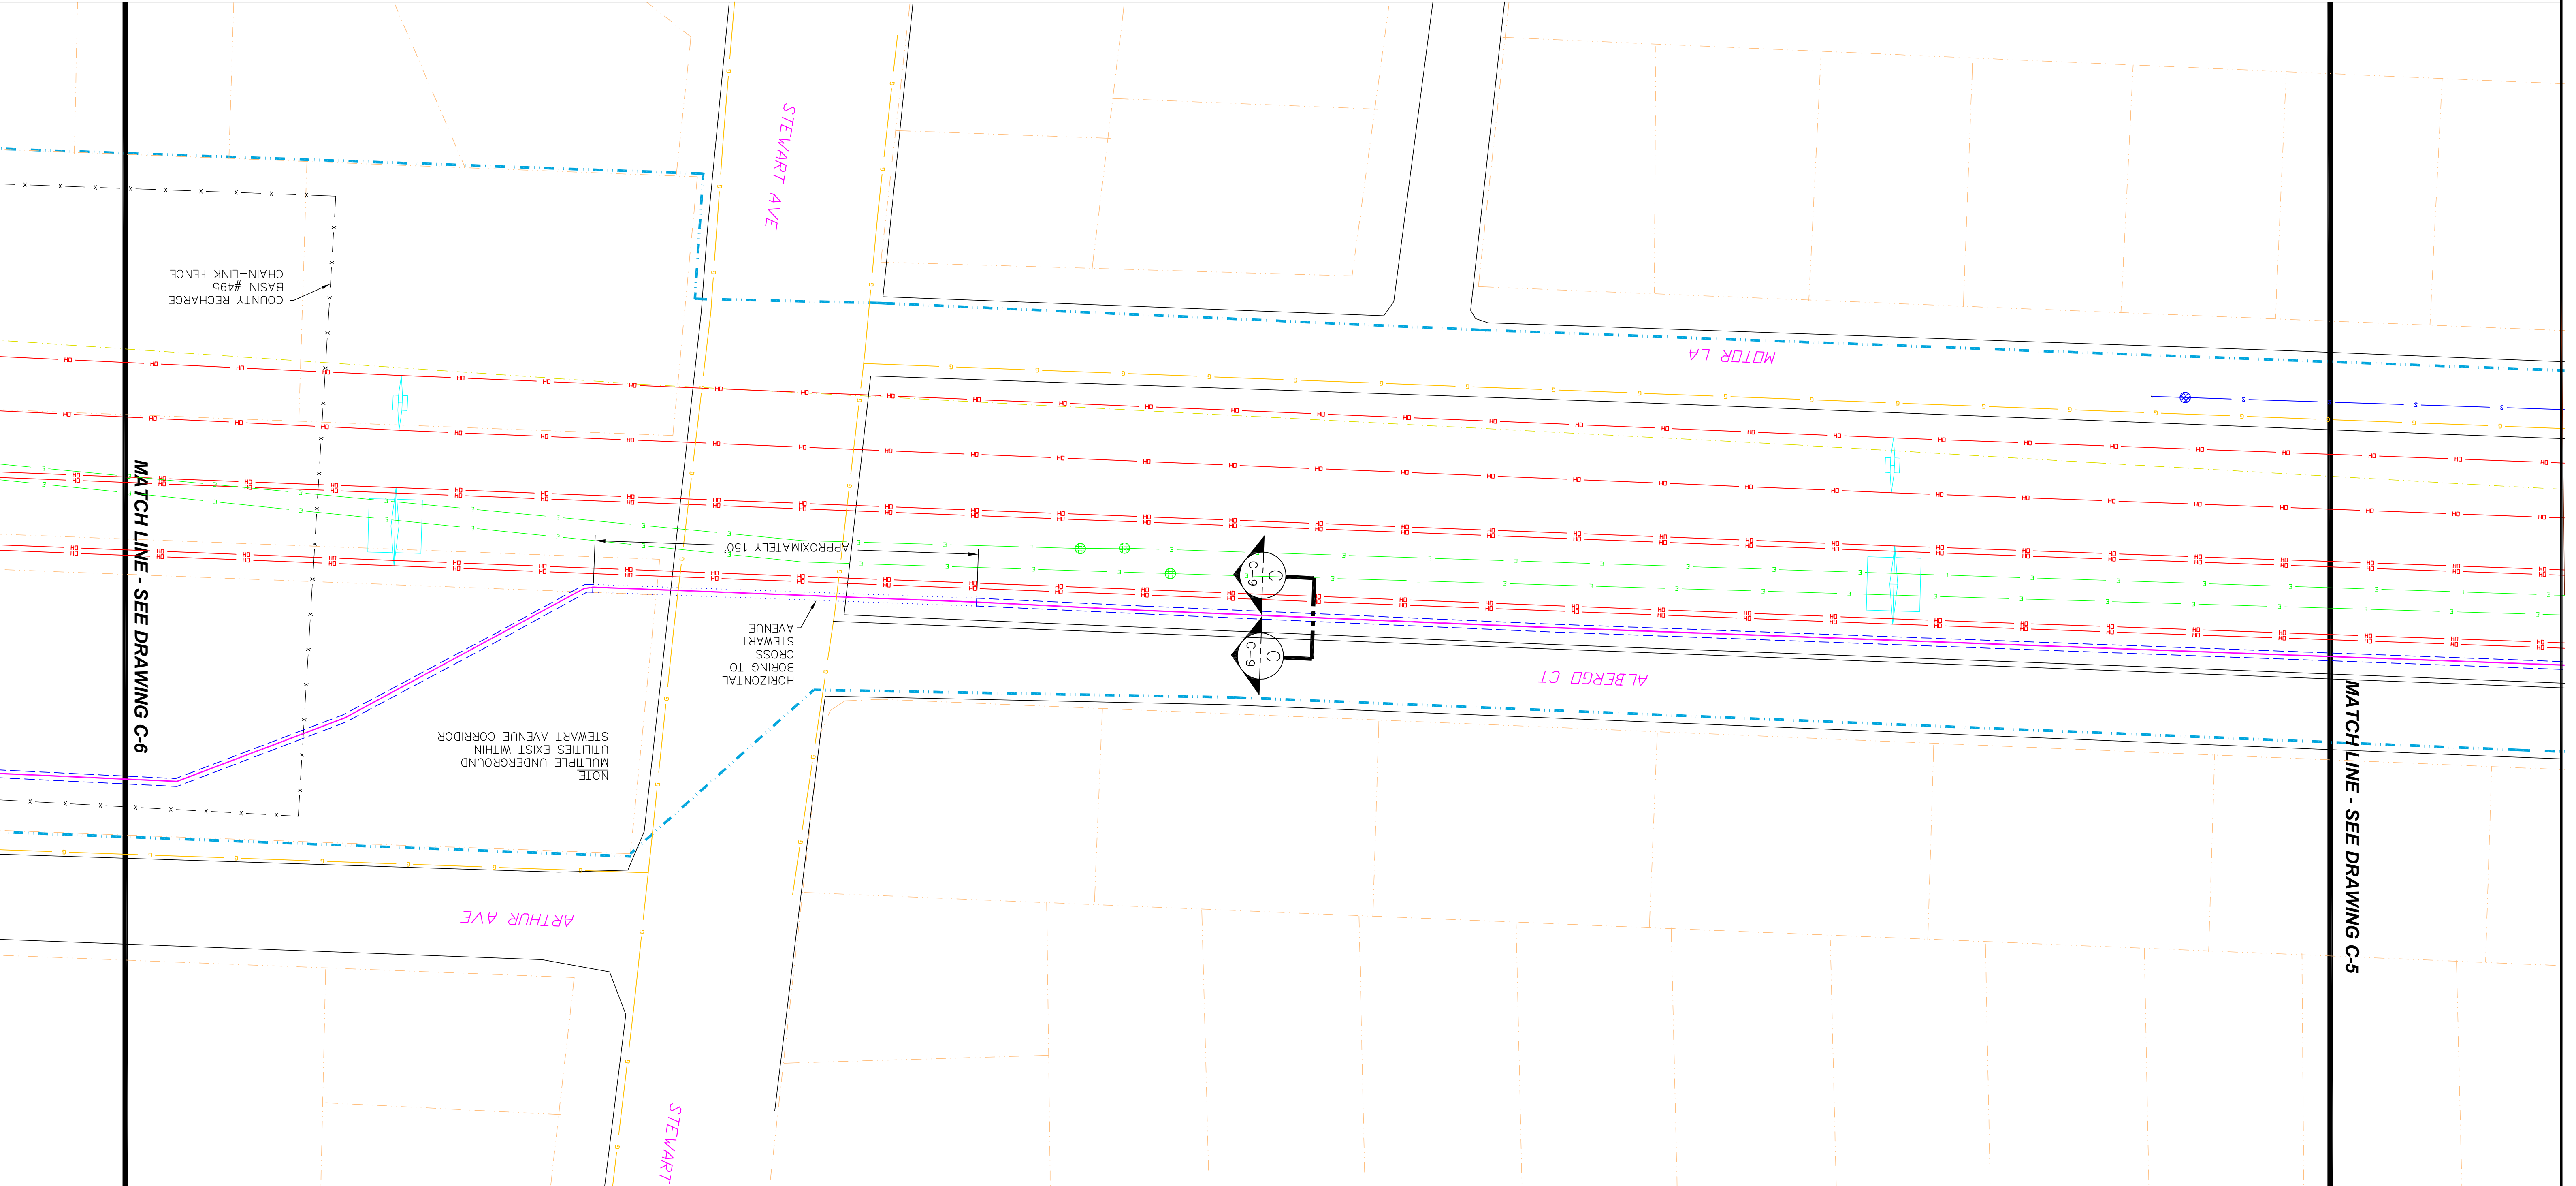 STEWART AVE
COUNTY RECHARGE
BASIN #495
CHAIN-LINK FENCE
MOTOR LA
MATCH LINE - SEE DRAWING C-6
APPROXIMATELY 150'
C
C-9
C
C-9
HORIZONTAL
BORING TO
CROSS
STEWART
AVENUE
ALBERGO CT
MATCH LINE - SEE DRAWING C-5
NOTE
MULTIPLE UNDERGROUND
UTILITIES EXIST WITHIN
STEWART AVENUE CORRIDOR
ARTHUR AVE
STEWART